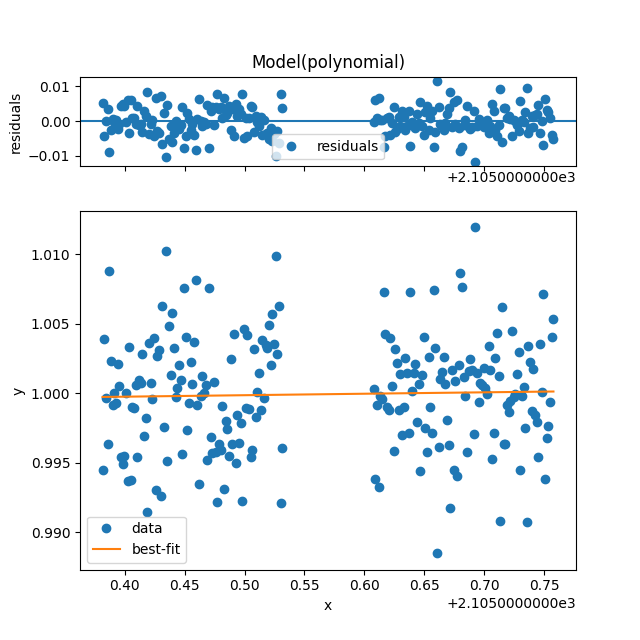 Model(polynomial)
residuals
0.01
0.00
−0.01
residuals
+2.1050000000e3
y
1.010
1.005
1.000
0.995
0.990
data
best-fit
0.40 0.45 0.50 0.55 0.60 0.65 0.70 0.75
x
+2.1050000000e3